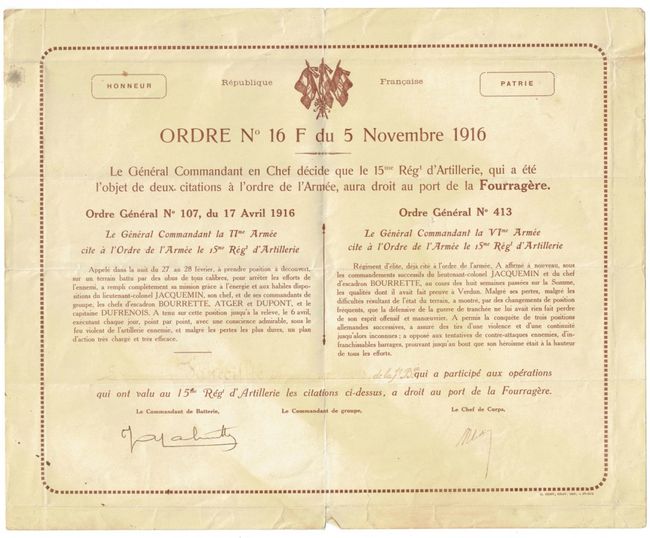 HONNEUR
République Française
PATRIE
ORDRE Nº 16 F du 5 Novembre 1916
Le Général Commandant en Chef décide que le 15me Régt d'Artillerie, qui a été
l'objet de deux citations à l'ordre de l'Armée, aura droit au port de la Fourragère.
Ordre Général Nº 107, du 17 Avril 1916
Le Général Commandant la IIme Armée
cite à l'Ordre de l'Armée le 15me Régt d'Artillerie
Appelé dans la nuit du 27 au 28 février, à prendre position à découvert,
sur un terrain battu par des obus de tous calibres, pour arrêter les efforts de
l'ennemi, a rempli complètement sa mission grâce à l'énergie et aux habiles dispo-
sitions du lieutenant-colonel JACQUEMIN, son chef, et de ses commandants de
groupe, les chefs d'escadron BOURRETTE, ATGER et DUPONT, et le
capitaine DUFRENOIS. A tenu sur cette position jusqu'à la relève, le 6 avril,
exécutant chaque jour, point par point, avec une conscience admirable, sous le
feu violent de l'artillerie ennemie, et malgré les pertes les plus dures, un plan
d'action très chargé et très efficace.
Ordre Général Nº 413
Le Général Commandant la VIme Armée
cite à l'Ordre de l'Armée le 15me Régt d'Artillerie
Régiment d'élite, déjà cité à l'ordre de l'armée, A affirmé à nouveau, sous
les commandements successifs du lieutenant-colonel JACQUEMIN et du chef
d'escadron BOURRETTE, au cours des huit semaines passées sur la Somme,
les qualités dont il avait fait preuve à Verdun. Malgré ses pertes, malgré les
difficultés résultant de l'état du terrain, a montré, par des changements de position
fréquents, que la défensive de la guerre de tranchée ne lui avait rien fait perdre
de son esprit offensif et manœuvrier. A permis la conquête de trois positions
allemandes successives, a assuré des tirs d'une violence et d'une continuité
jusqu'alors inconnues ; a opposé aux tentatives de contre-attaques ennemies, d'in-
franchissables barrages, prouvant jusqu'au bout que son héroïsme était à la hauteur
de tous les efforts.
de la qui a participé aux opérations
qui ont valu au 15me Régt d'Artillerie les citations ci-dessus, a droit au port de la Fourragère.
Le Commandant de Batterie,
Le Commandant de groupe,
Le Chef de Corps,